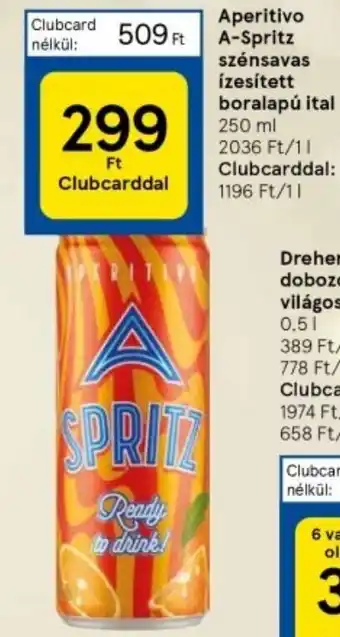 Clubcard
nélkül: 509 Ft
299
Ft
Clubcarddal
Aperitivo
A-Spritz
szénsavas
ízesített
boralapú ital
250 ml
2036 Ft/1 l
Clubcarddal:
1196 Ft/1 l
APERITIVO
A
SPRITZ
Ready
to drink!
Dreher
doboz
világos
0,5 l
389 Ft/
778 Ft/
Clubca
1974 Ft
658 Ft/
Clubcar
nélkül:
6 va
ol
3